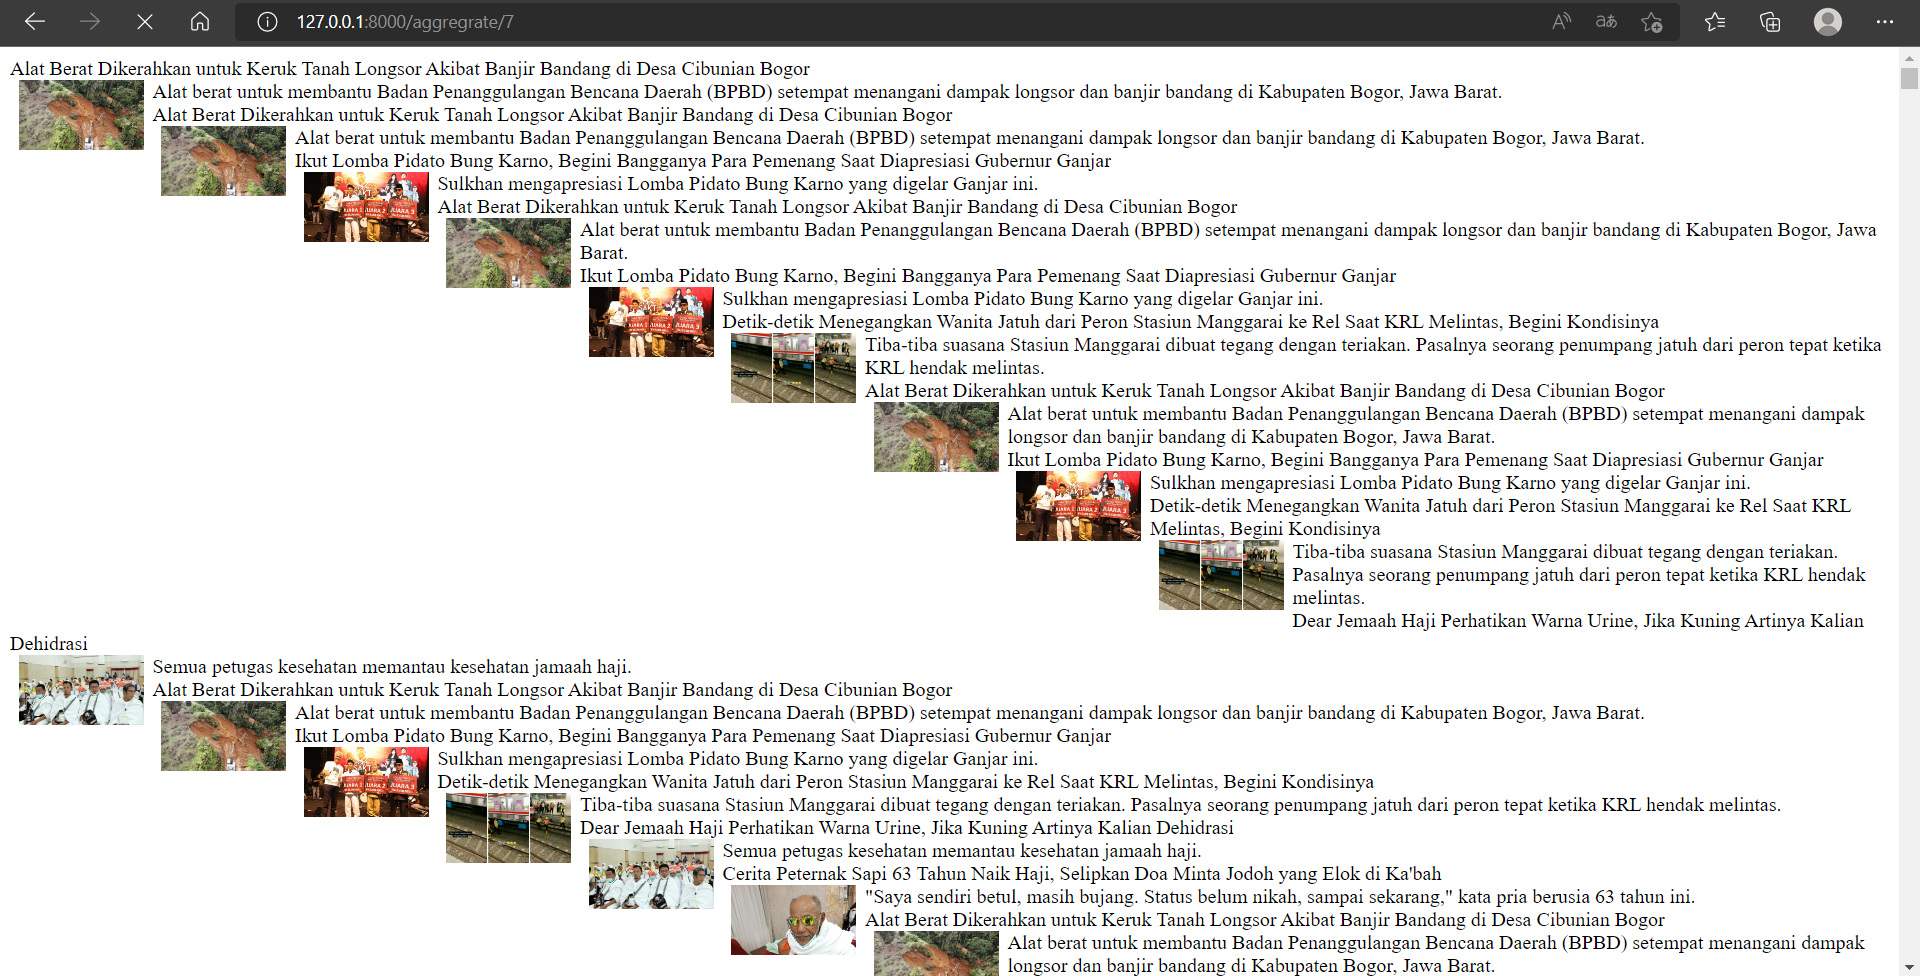 127.0.0.1:8000/aggregrate/7
Alat Berat Dikerahkan untuk Keruk Tanah Longsor Akibat Banjir Bandang di Desa Cibunian Bogor
Alat berat untuk membantu Badan Penanggulangan Bencana Daerah (BPBD) setempat menangani dampak longsor dan banjir bandang di Kabupaten Bogor, Jawa Barat.
Alat Berat Dikerahkan untuk Keruk Tanah Longsor Akibat Banjir Bandang di Desa Cibunian Bogor
Alat berat untuk membantu Badan Penanggulangan Bencana Daerah (BPBD) setempat menangani dampak longsor dan banjir bandang di Kabupaten Bogor, Jawa Barat.
Ikut Lomba Pidato Bung Karno, Begini Bangganya Para Pemenang Saat Diapresiasi Gubernur Ganjar
Sulkhan mengapresiasi Lomba Pidato Bung Karno yang digelar Ganjar ini.
Alat Berat Dikerahkan untuk Keruk Tanah Longsor Akibat Banjir Bandang di Desa Cibunian Bogor
Alat berat untuk membantu Badan Penanggulangan Bencana Daerah (BPBD) setempat menangani dampak longsor dan banjir bandang di Kabupaten Bogor, Jawa
Barat.
Ikut Lomba Pidato Bung Karno, Begini Bangganya Para Pemenang Saat Diapresiasi Gubernur Ganjar
Sulkhan mengapresiasi Lomba Pidato Bung Karno yang digelar Ganjar ini.
Detik-detik Menegangkan Wanita Jatuh dari Peron Stasiun Manggarai ke Rel Saat KRL Melintas, Begini Kondisinya
Tiba-tiba suasana Stasiun Manggarai dibuat tegang dengan teriakan. Pasalnya seorang penumpang jatuh dari peron tepat ketika
KRL hendak melintas.
Alat Berat Dikerahkan untuk Keruk Tanah Longsor Akibat Banjir Bandang di Desa Cibunian Bogor
Alat berat untuk membantu Badan Penanggulangan Bencana Daerah (BPBD) setempat menangani dampak
longsor dan banjir bandang di Kabupaten Bogor, Jawa Barat.
Ikut Lomba Pidato Bung Karno, Begini Bangganya Para Pemenang Saat Diapresiasi Gubernur Ganjar
Sulkhan mengapresiasi Lomba Pidato Bung Karno yang digelar Ganjar ini.
Detik-detik Menegangkan Wanita Jatuh dari Peron Stasiun Manggarai ke Rel Saat KRL
Melintas, Begini Kondisinya
Tiba-tiba suasana Stasiun Manggarai dibuat tegang dengan teriakan.
Pasalnya seorang penumpang jatuh dari peron tepat ketika KRL hendak
melintas.
Dear Jemaah Haji Perhatikan Warna Urine, Jika Kuning Artinya Kalian
Dehidrasi
Semua petugas kesehatan memantau kesehatan jamaah haji.
Alat Berat Dikerahkan untuk Keruk Tanah Longsor Akibat Banjir Bandang di Desa Cibunian Bogor
Alat berat untuk membantu Badan Penanggulangan Bencana Daerah (BPBD) setempat menangani dampak longsor dan banjir bandang di Kabupaten Bogor, Jawa Barat.
Ikut Lomba Pidato Bung Karno, Begini Bangganya Para Pemenang Saat Diapresiasi Gubernur Ganjar
Sulkhan mengapresiasi Lomba Pidato Bung Karno yang digelar Ganjar ini.
Detik-detik Menegangkan Wanita Jatuh dari Peron Stasiun Manggarai ke Rel Saat KRL Melintas, Begini Kondisinya
Tiba-tiba suasana Stasiun Manggarai dibuat tegang dengan teriakan. Pasalnya seorang penumpang jatuh dari peron tepat ketika KRL hendak melintas.
Dear Jemaah Haji Perhatikan Warna Urine, Jika Kuning Artinya Kalian Dehidrasi
Semua petugas kesehatan memantau kesehatan jamaah haji.
Cerita Peternak Sapi 63 Tahun Naik Haji, Selipkan Doa Minta Jodoh yang Elok di Ka'bah
"Saya sendiri betul, masih bujang. Status belum nikah, sampai sekarang," kata pria berusia 63 tahun ini.
Alat Berat Dikerahkan untuk Keruk Tanah Longsor Akibat Banjir Bandang di Desa Cibunian Bogor
Alat berat untuk membantu Badan Penanggulangan Bencana Daerah (BPBD) setempat menangani dampak
longsor dan banjir bandang di Kabupaten Bogor, Jawa Barat.